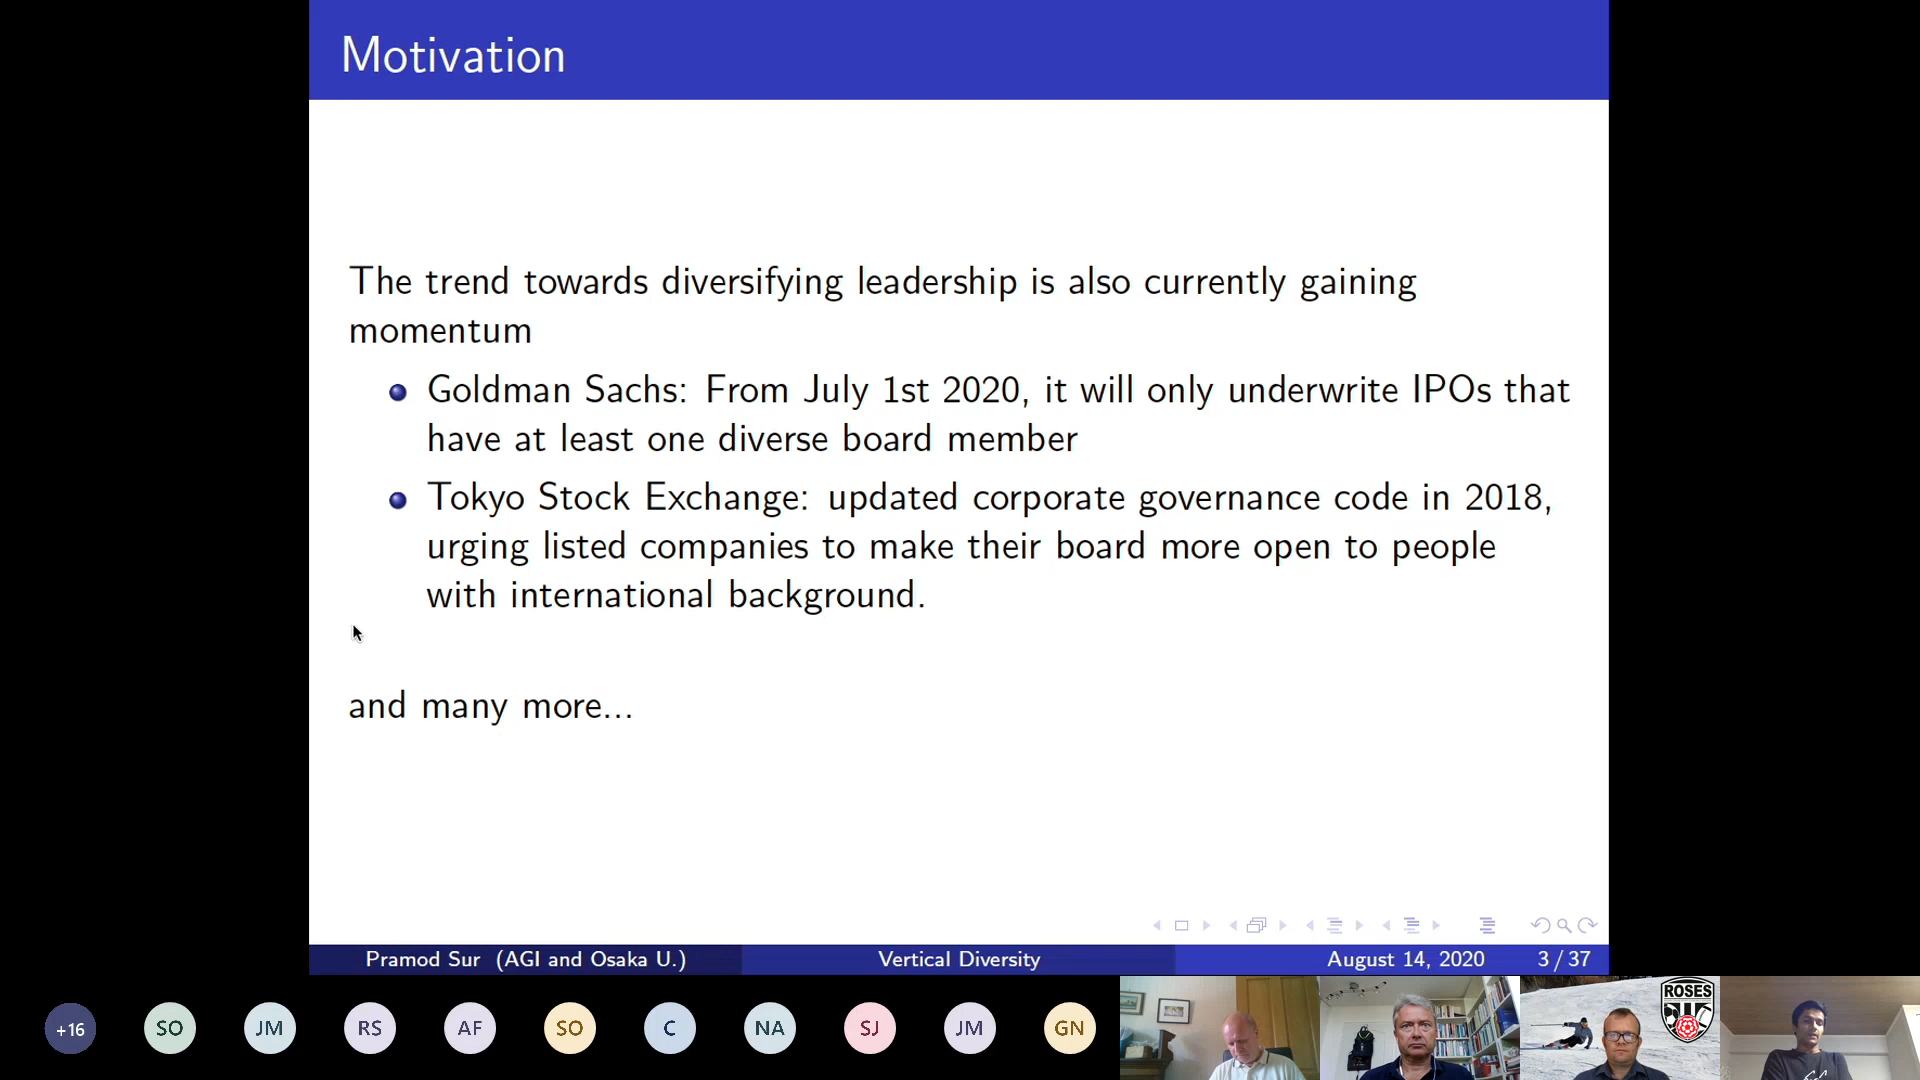 Motivation
The trend towards diversifying leadership is also currently gaining
momentum
Goldman Sachs: From July 1st 2020, it will only underwrite IPOs that
have at least one diverse board member
Tokyo Stock Exchange: updated corporate governance code in 2018,
urging listed companies to make their board more open to people
with international background.
and many more...
Pramod Sur (AGI and Osaka U.) Vertical Diversity August 14, 2020 3 / 37
+16 SO JM RS AF SO C NA SJ JM GN
ROSES